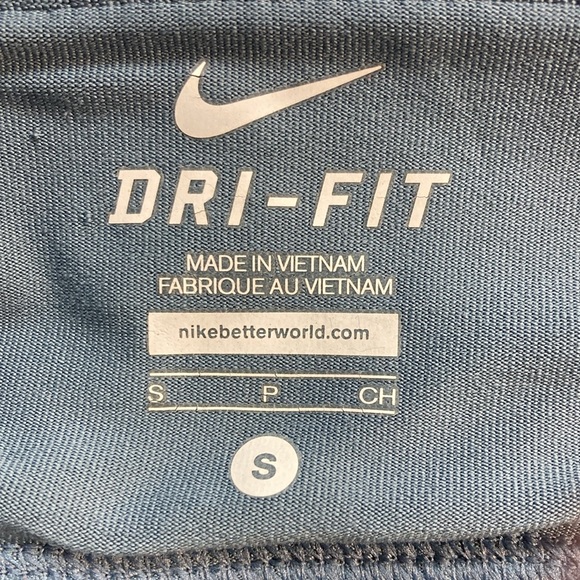 DRI-FIT
MADE IN VIETNAM
FABRIQUE AU VIETNAM
nikebetterworld.com
S P CH
S